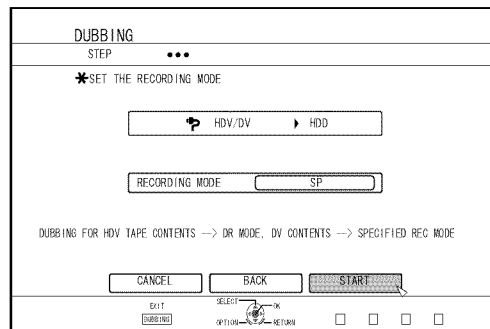 DUBBING
STEP
✱SET THE RECORDING MODE
HDV/DV ▶ HDD
RECORDING MODE SP
DUBBING FOR HDV TAPE CONTENTS --> DR MODE, DV CONTENTS --> SPECIFIED REC MODE
CANCEL BACK START
EXIT SELECT OK
DUBBING OPTION RETURN